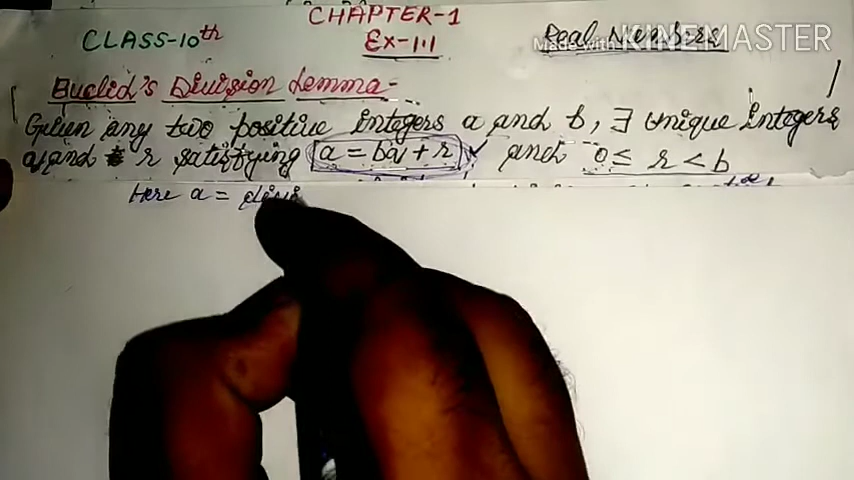 CHAPTER-1
CLASS-10th
Ex-1.1
Real Numbers
Made with KINEMASTER
Euclid's Division Lemma-
Given any two positive integers a and b, ∃ unique integers
q and r satisfying a = bq + r and 0 ≤ r < b
Here a = divi